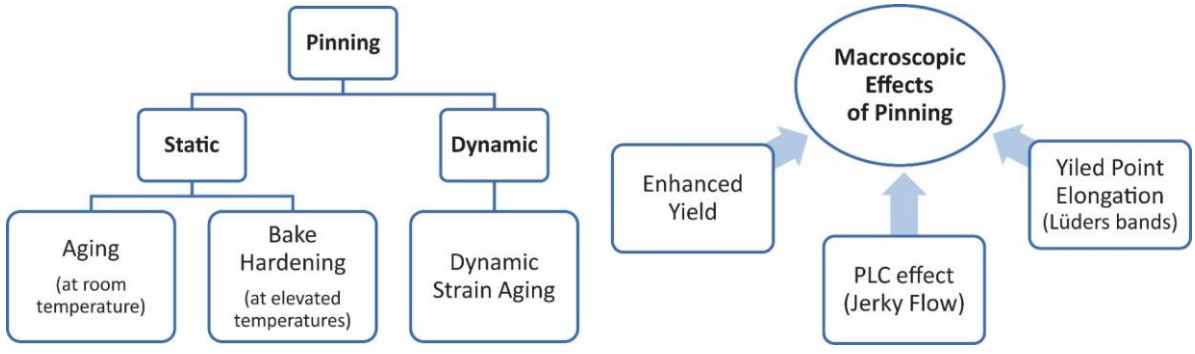 Pinning
Static
Dynamic
Aging
(at room
temperature)
Bake
Hardening
(at elevated
temperatures)
Dynamic
Strain Aging
Macroscopic
Effects
of Pinning
Enhanced
Yield
PLC effect
(Jerky Flow)
Yiled Point
Elongation
(Lüders bands)